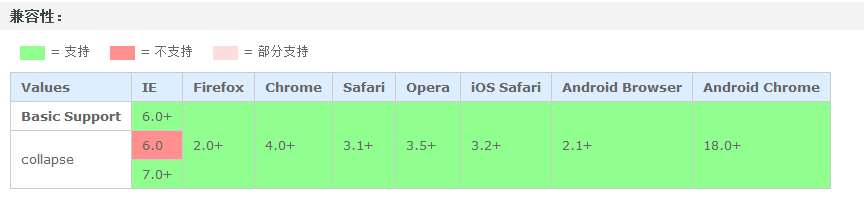 兼容性：
= 支持 = 不支持 = 部分支持
Values IE Firefox Chrome Safari Opera iOS Safari Android Browser Android Chrome
Basic Support 6.0+
collapse 6.0 2.0+ 4.0+ 3.1+ 3.5+ 3.2+ 2.1+ 18.0+
7.0+